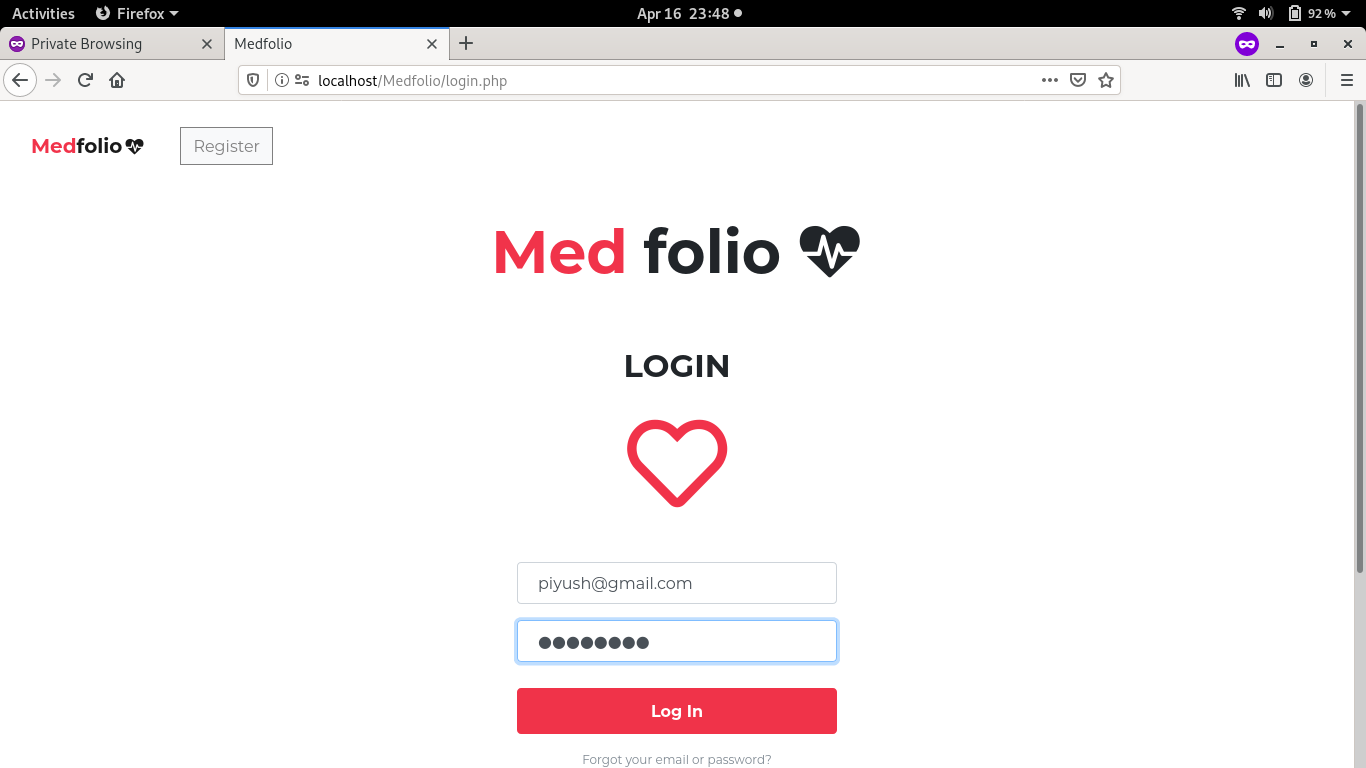 Activities Firefox Apr 16 23:48 92%
Private Browsing Medfolio
localhost/Medfolio/login.php
Medfolio Register
Med folio
LOGIN
piyush@gmail.com
●●●●●●●●
Log In
Forgot your email or password?